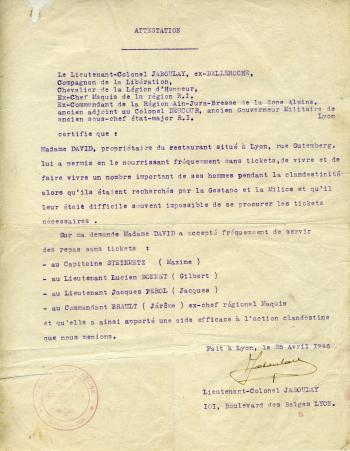 ATTESTATION
Le Lieutenant-Colonel JABOULAY, ex-BELLEROCHE,
Compagnon de la Libération,
Chevalier de la Légion d'Honneur,
Ex-Chef Maquis de la région R.I.
Ex-Commandant de la Région Ain-Jura-Bresse de la Zone Alpine,
ancien adjoint au Colonel DESCOUR, ancien Gouverneur Militaire de
ancien sous-chef état-major R.I. Lyon
certifie que :
Madame DAVID, propriétaire du restaurant situé à Lyon, rue Gutemberg,
lui a permis en le nourrissant fréquemment sans tickets, de vivre et de
faire vivre un nombre important de ses hommes pendant la clandestinité
alors qu'ils étaient recherchés par la Gestapo et la Milice et qu'il
leur était difficile souvent impossible de se procurer les tickets
nécessaires .
Sur ma demande Madame DAVID a accepté fréquemment de servir
des repas sans tickets :
- au Capitaine STEINMETZ ( Maxime )
- au Lieutenant Lucien BONNET ( Gilbert )
- au Lieutenant Jacques PEROL ( Jacques )
- au Commandant BRAULT ( Jérôme ) ex-chef régional Maquis
et qu'elle a ainsi apporté une aide efficace à l'action clandestine
que nous menions.
Fait à Lyon, le 25 Avril 1946
Lieutenant-Colonel JABOULAY
IOI, Boulevard des Belges LYON.